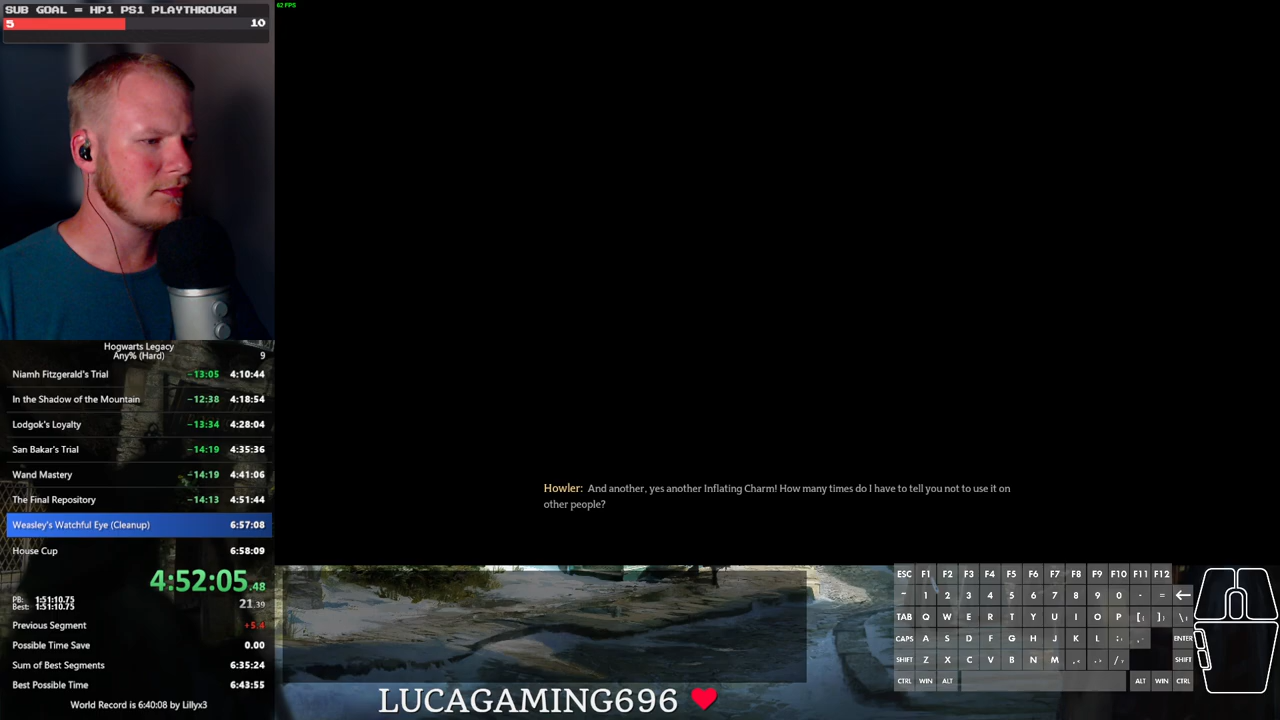 SUB GOAL = HP1 PS1 PLAYTHROUGH
5 10
62 FPS
Hogwarts Legacy
Any% (Hard) 9
Niamh Fitzgerald's Trial -13:05 4:10:44
In the Shadow of the Mountain -12:38 4:18:54
Lodgok's Loyalty -13:34 4:28:04
San Bakar's Trial -14:19 4:35:36
Wand Mastery -14:19 4:41:06
The Final Repository -14:13 4:51:44
Weasley's Watchful Eye (Cleanup) 6:57:08
House Cup 6:58:09
4:52:05.48
PB: 1:51:10.75
Best: 1:51:10.75
21.39
Previous Segment +5.4
Possible Time Save 0.00
Sum of Best Segments 6:35:24
Best Possible Time 6:43:55
World Record is 6:40:08 by Lillyx3
Howler: And another, yes another Inflating Charm! How many times do I have to tell you not to use it on
other people?
LUCAGAMING696
ESC F1 F2 F3 F4 F5 F6 F7 F8 F9 F10 F11 F12
1 2 3 4 5 6 7 8 9 0 - =
TAB Q W E R T Y U I O P
CAPS A S D F G H J K L ENTER
SHIFT Z X C V B N M SHIFT
CTRL WIN ALT ALT WIN CTRL